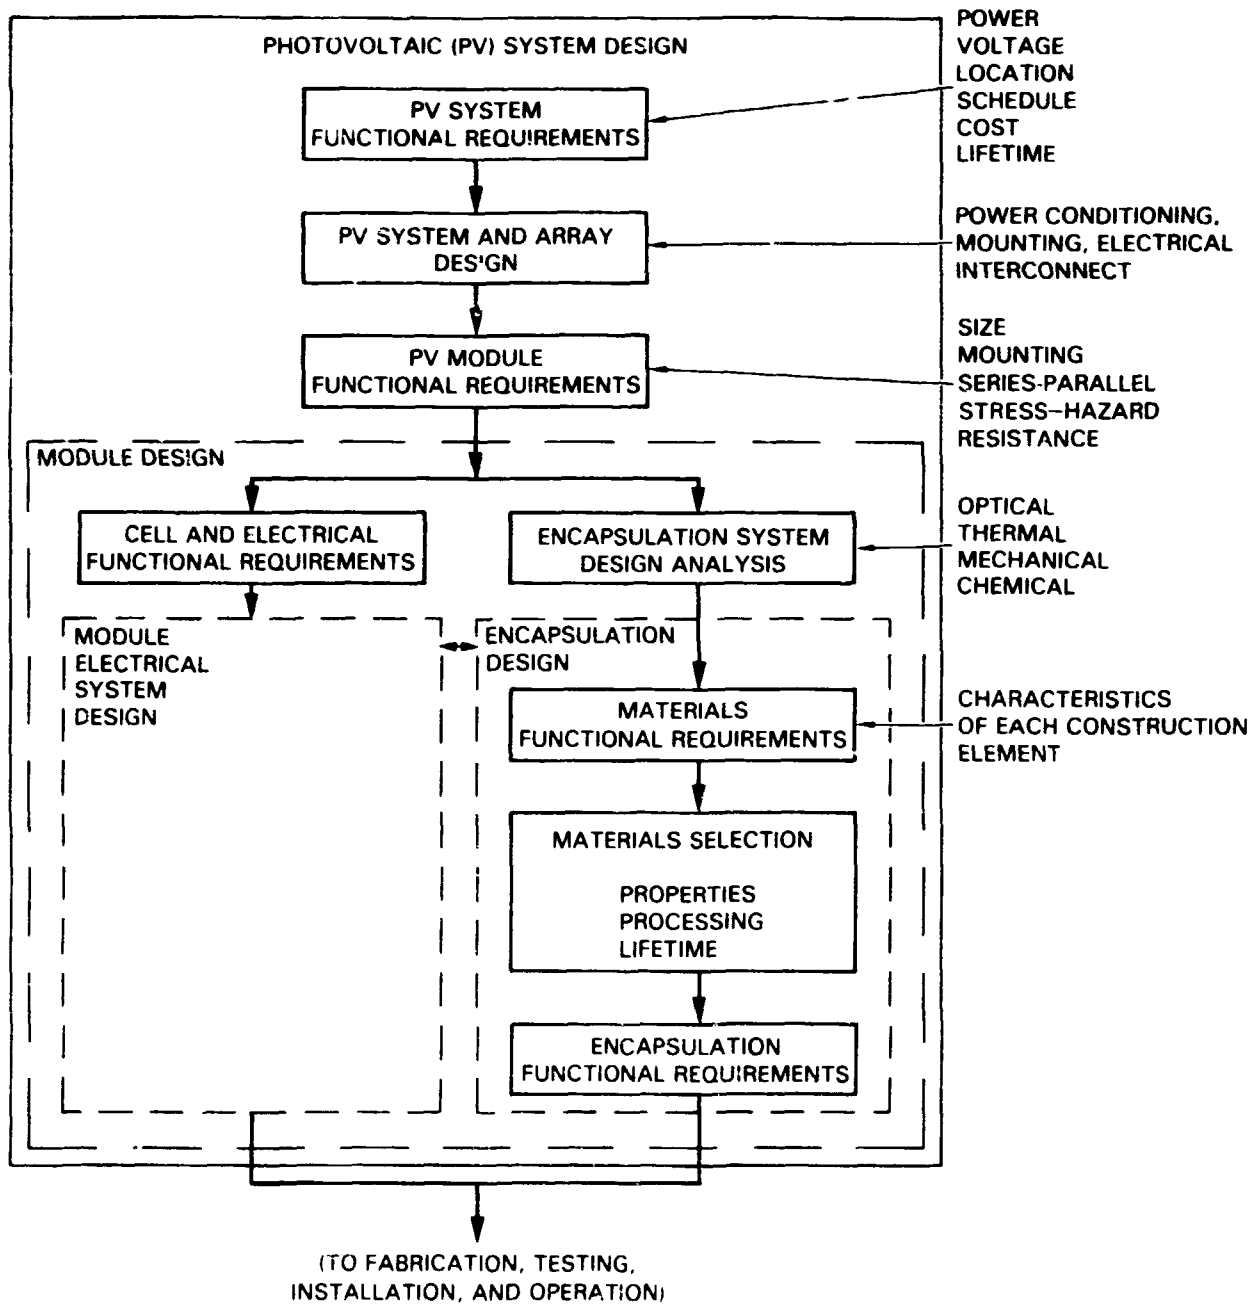 PHOTOVOLTAIC (PV) SYSTEM DESIGN
PV SYSTEM
FUNCTIONAL REQUIREMENTS
POWER
VOLTAGE
LOCATION
SCHEDULE
COST
LIFETIME
PV SYSTEM AND ARRAY
DESIGN
POWER CONDITIONING,
MOUNTING, ELECTRICAL
INTERCONNECT
PV MODULE
FUNCTIONAL REQUIREMENTS
SIZE
MOUNTING
SERIES-PARALLEL
STRESS–HAZARD
RESISTANCE
MODULE DESIGN
CELL AND ELECTRICAL
FUNCTIONAL REQUIREMENTS
ENCAPSULATION SYSTEM
DESIGN ANALYSIS
OPTICAL
THERMAL
MECHANICAL
CHEMICAL
MODULE
ELECTRICAL
SYSTEM
DESIGN
ENCAPSULATION
DESIGN
MATERIALS
FUNCTIONAL REQUIREMENTS
CHARACTERISTICS
OF EACH CONSTRUCTION
ELEMENT
MATERIALS SELECTION
PROPERTIES
PROCESSING
LIFETIME
ENCAPSULATION
FUNCTIONAL REQUIREMENTS
(TO FABRICATION, TESTING,
INSTALLATION, AND OPERATION)